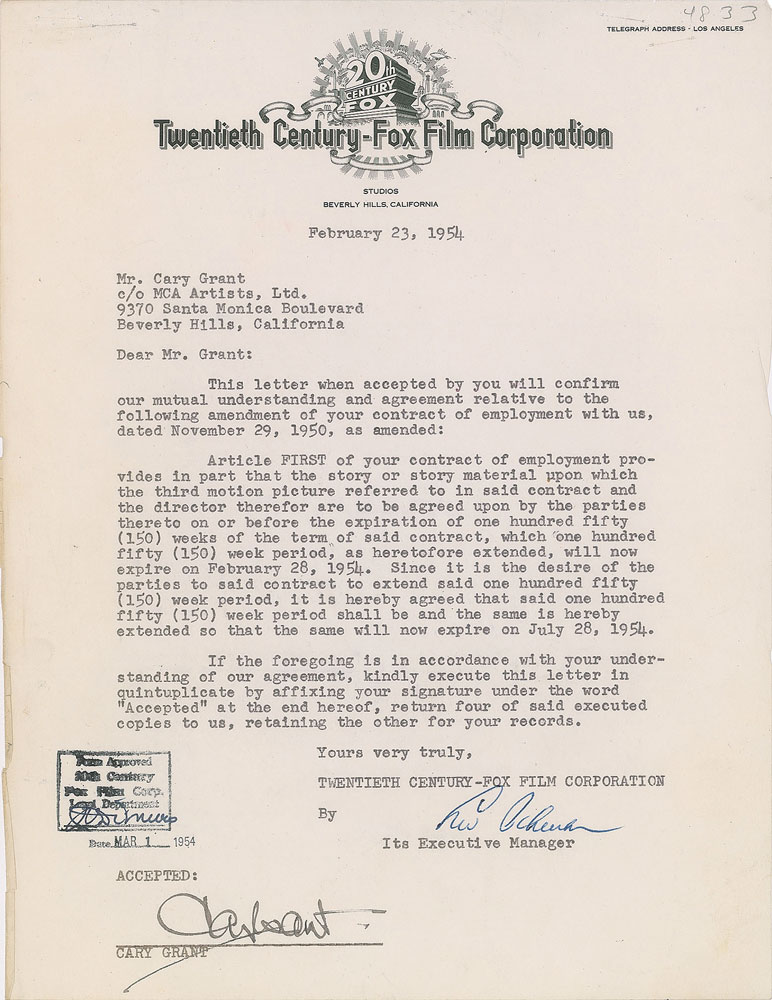 48 33
TELEGRAPH ADDRESS - LOS ANGELES
20th
CENTURY
FOX
Twentieth Century-Fox Film Corporation
STUDIOS
BEVERLY HILLS, CALIFORNIA
February 23, 1954
Mr. Cary Grant
c/o MCA Artists, Ltd.
9370 Santa Monica Boulevard
Beverly Hills, California
Dear Mr. Grant:
This letter when accepted by you will confirm
our mutual understanding and agreement relative to the
following amendment of your contract of employment with us,
dated November 29, 1950, as amended:
Article FIRST of your contract of employment pro-
vides in part that the story or story material upon which
the third motion picture referred to in said contract and
the director therefor are to be agreed upon by the parties
thereto on or before the expiration of one hundred fifty
(150) weeks of the term of said contract, which one hundred
fifty (150) week period, as heretofore extended, will now
expire on February 28, 1954. Since it is the desire of the
parties to said contract to extend said one hundred fifty
(150) week period, it is hereby agreed that said one hundred
fifty (150) week period shall be and the same is hereby
extended so that the same will now expire on July 28, 1954.
If the foregoing is in accordance with your under-
standing of our agreement, kindly execute this letter in
quintuplicate by affixing your signature under the word
"Accepted" at the end hereof, return four of said executed
copies to us, retaining the other for your records.
Yours very truly,
TWENTIETH CENTURY-FOX FILM CORPORATION
By
Its Executive Manager
Form Approved
20th Century
Fox Film Corp.
Legal Department
Date MAR 1 1954
ACCEPTED:
Cary Grant
CARY GRANT